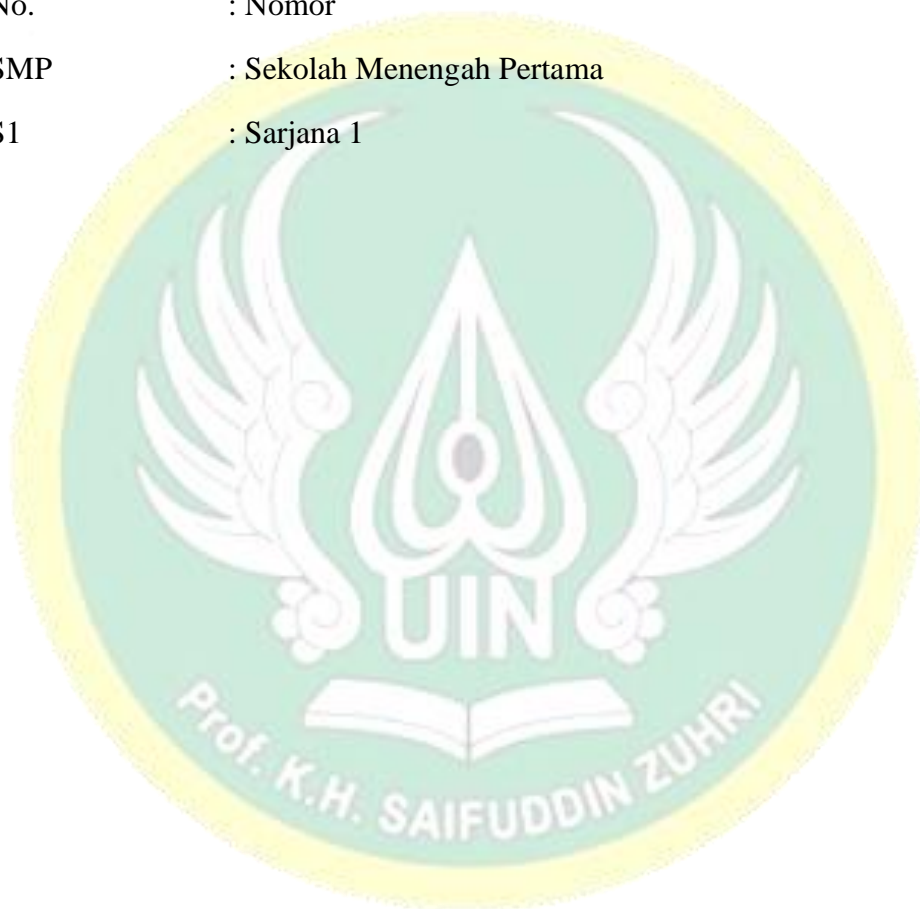 No. : Nomor
SMP : Sekolah Menengah Pertama
S1 : Sarjana 1
UIN
Prof. K.H. SAIFUDDIN ZUHRI